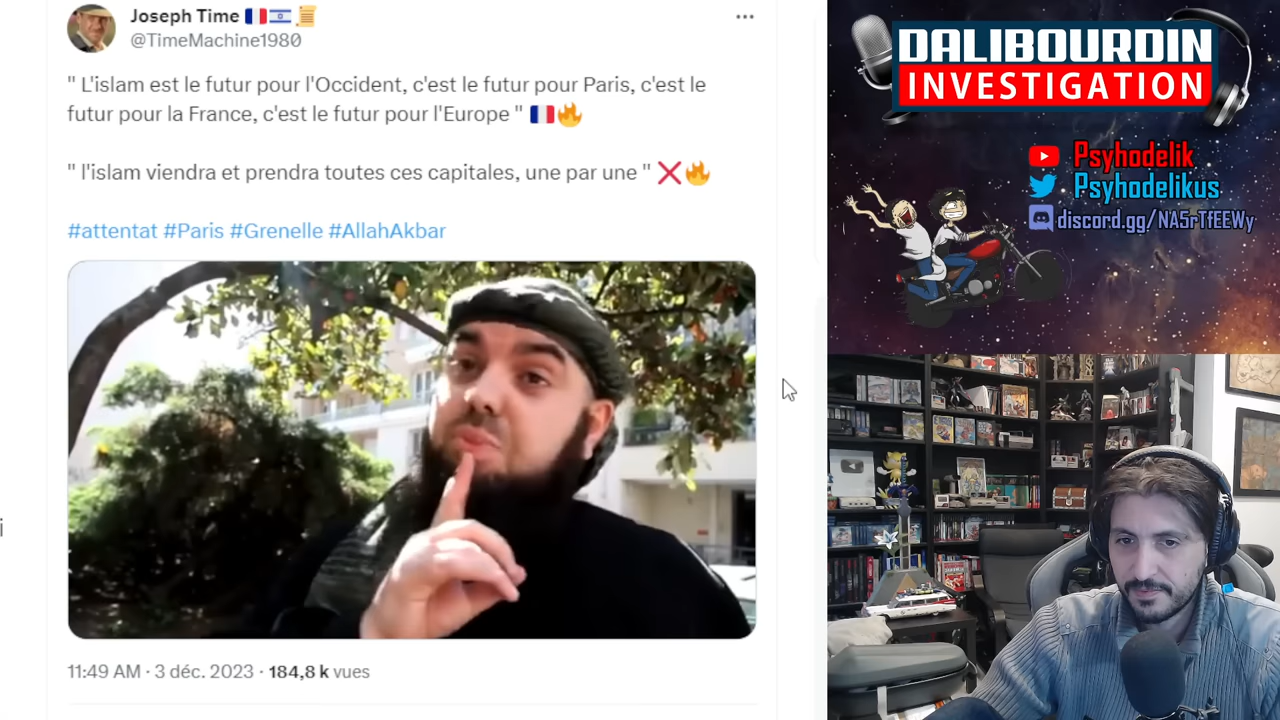 Joseph Time 🇫🇷🇮🇱📜
@TimeMachine1980
" L'islam est le futur pour l'Occident, c'est le futur pour Paris, c'est le
futur pour la France, c'est le futur pour l'Europe " 🇫🇷🔥
" l'islam viendra et prendra toutes ces capitales, une par une " ❌🔥
#attentat #Paris #Grenelle #AllahAkbar
11:49 AM · 3 déc. 2023 · 184,8 k vues
i
DALIBOURDIN
INVESTIGATION
Psyhodelik
Psyhodelikus
discord.gg/NA5rTfEEWy